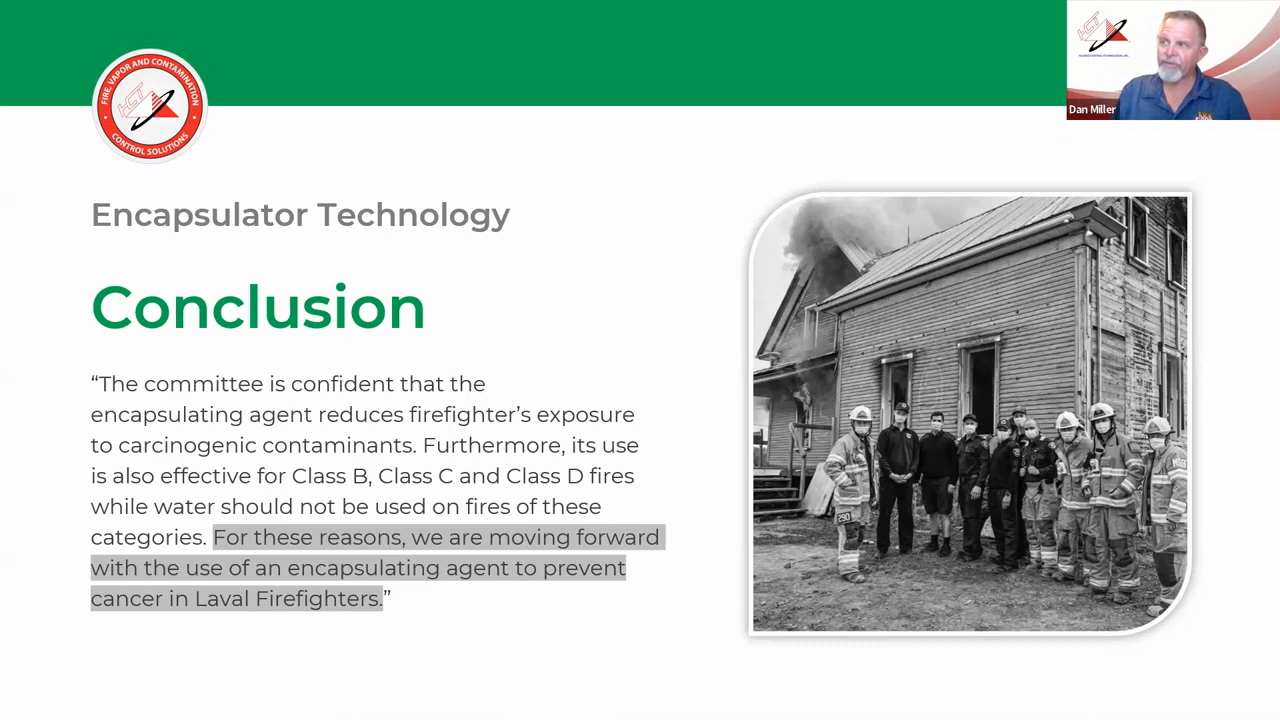 FIRE, VAPOR AND CONTAMINATION
HCT
CONTROL SOLUTIONS
HCT
Dan Miller
Encapsulator Technology
Conclusion
“The committee is confident that the
encapsulating agent reduces firefighter’s exposure
to carcinogenic contaminants. Furthermore, its use
is also effective for Class B, Class C and Class D fires
while water should not be used on fires of these
categories. For these reasons, we are moving forward
with the use of an encapsulating agent to prevent
cancer in Laval Firefighters.”
290